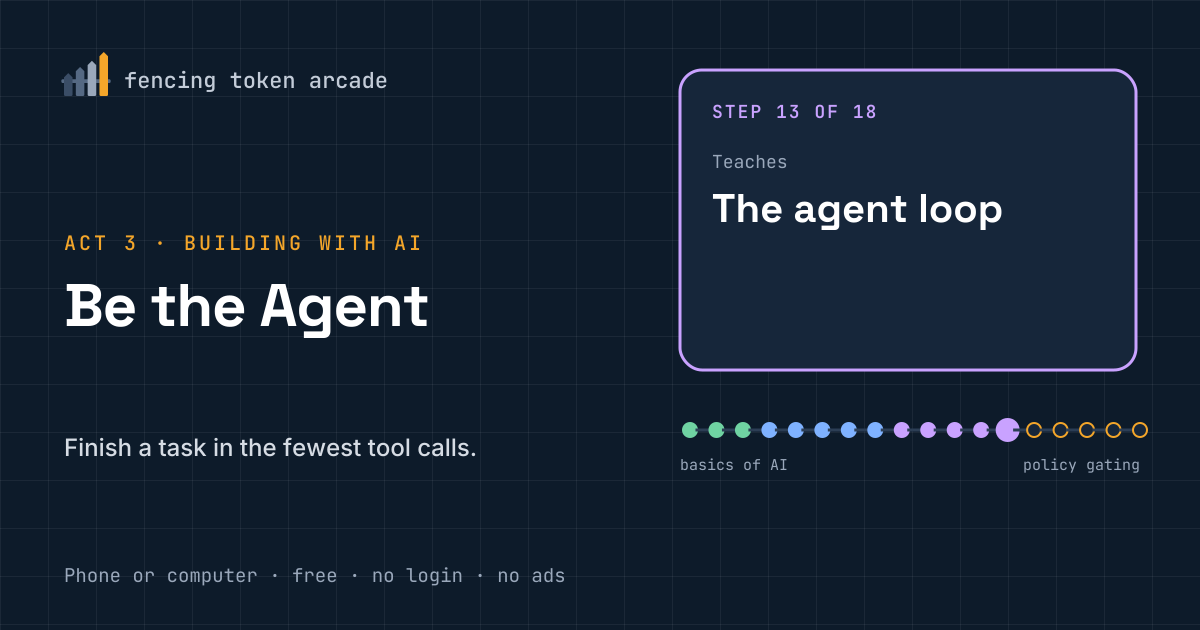 fencing token arcade
ACT 3 · BUILDING WITH AI
Be the Agent
Finish a task in the fewest tool calls.
Phone or computer · free · no login · no ads
STEP 13 OF 18
Teaches
The agent loop
basics of AI
policy gating